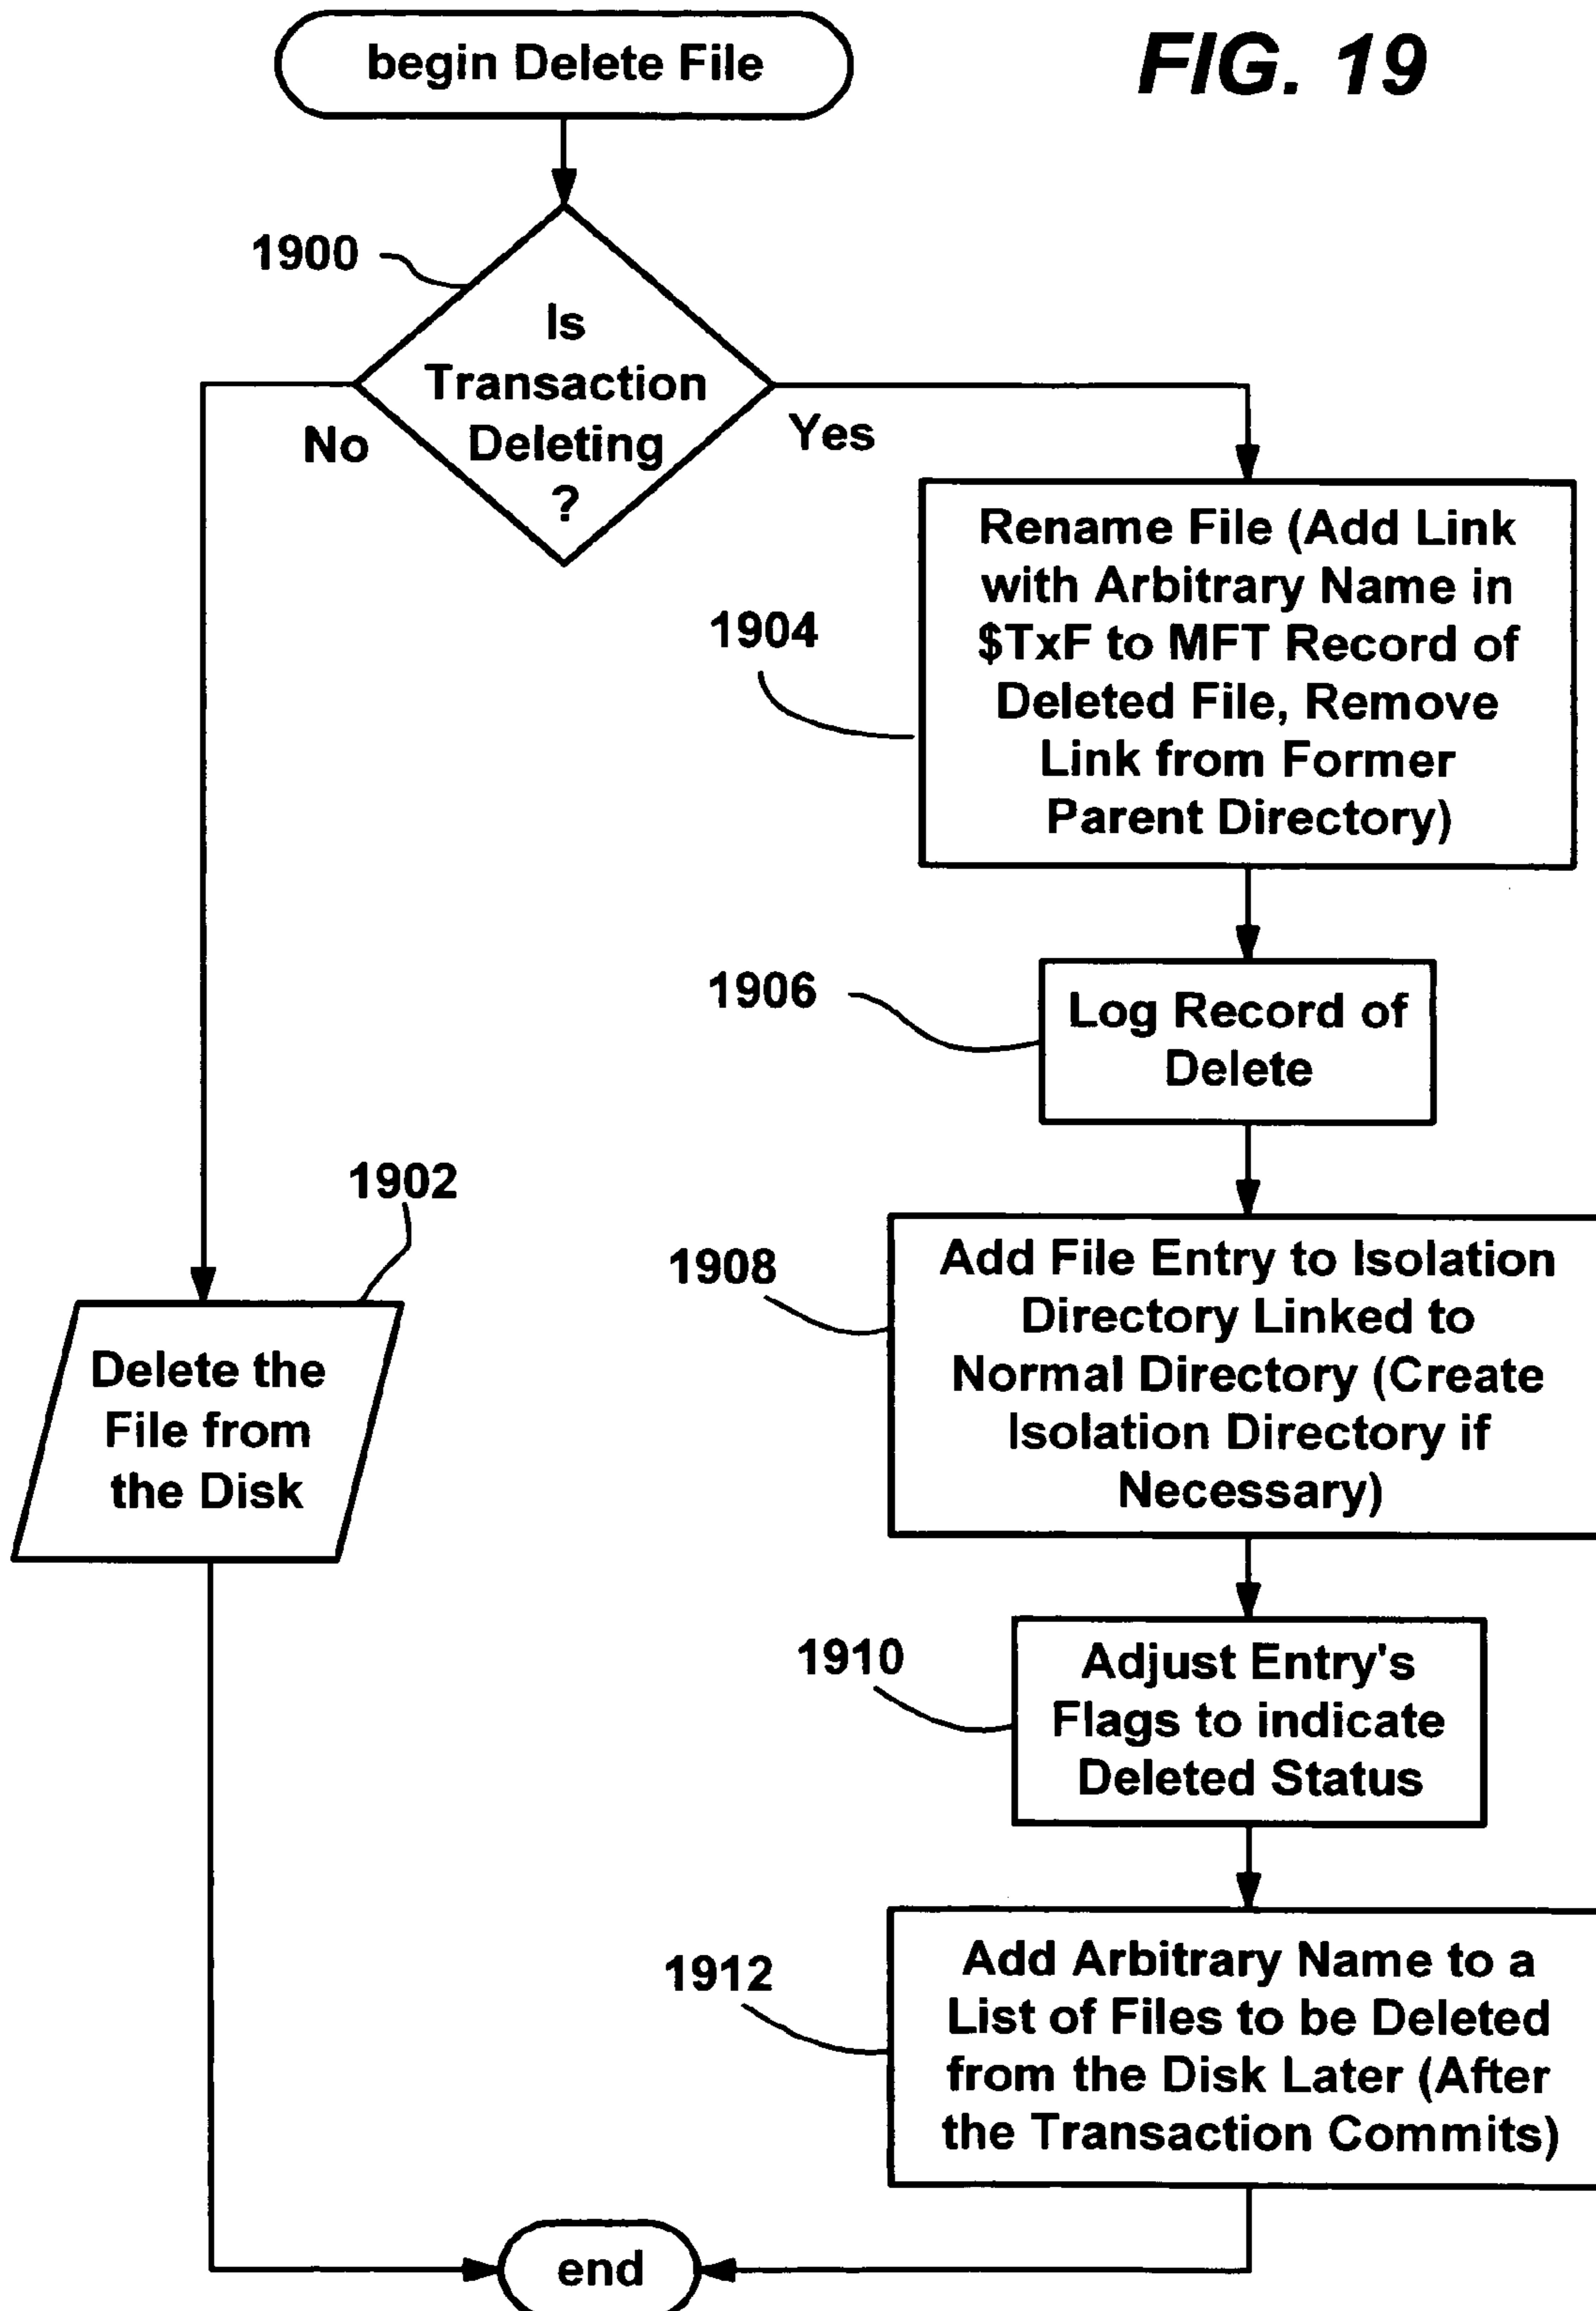 begin Delete File
FIG. 19
1900
Is
Transaction
Deleting
?
No
Yes
1904
Rename File (Add Link
with Arbitrary Name in
$TxF to MFT Record of
Deleted File, Remove
Link from Former
Parent Directory)
1906
Log Record of
Delete
1902
Delete the
File from
the Disk
1908
Add File Entry to Isolation
Directory Linked to
Normal Directory (Create
Isolation Directory if
Necessary)
1910
Adjust Entry's
Flags to indicate
Deleted Status
1912
Add Arbitrary Name to a
List of Files to be Deleted
from the Disk Later (After
the Transaction Commits)
end